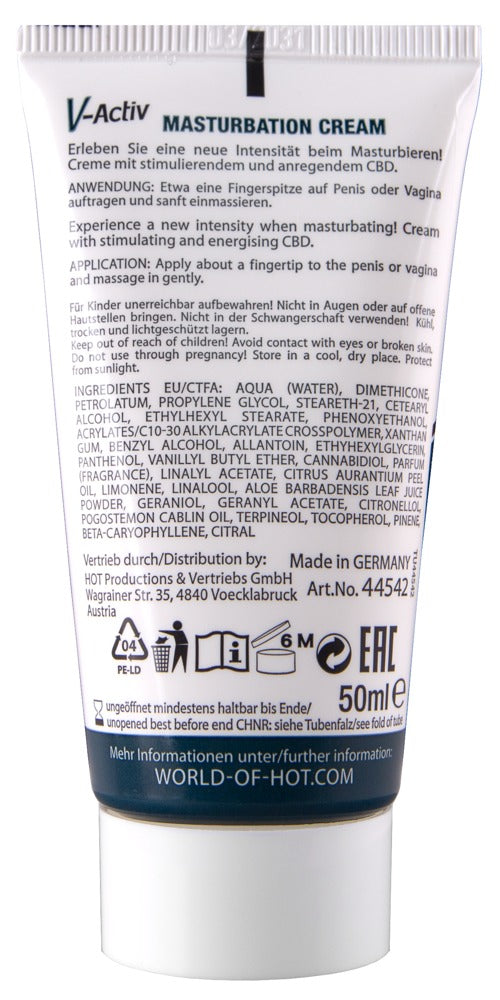 03/2031
V-Activ MASTURBATION CREAM
Erleben Sie eine neue Intensität beim Masturbieren!
Creme mit stimulierendem und anregendem CBD.
ANWENDUNG: Etwa eine Fingerspitze auf Penis oder Vagina
auftragen und sanft einmassieren.
Experience a new intensity when masturbating! Cream
with stimulating and energising CBD.
APPLICATION: Apply about a fingertip to the penis or vagina
and massage in gently.
Für Kinder unerreichbar aufbewahren! Nicht in Augen oder auf offene
Hautstellen bringen. Nicht in der Schwangerschaft verwenden! Kühl,
trocken und lichtgeschützt lagern.
Keep out of reach of children! Avoid contact with eyes or broken skin.
Do not use through pregnancy! Store in a cool, dry place. Protect
from sunlight.
INGREDIENTS EU/CTFA: AQUA (WATER), DIMETHICONE,
PETROLATUM, PROPYLENE GLYCOL, STEARETH-21, CETEARYL
ALCOHOL, ETHYLHEXYL STEARATE, PHENOXYETHANOL,
ACRYLATES/C10-30 ALKYLACRYLATE CROSSPOLYMER, XANTHAN
GUM, BENZYL ALCOHOL, ALLANTOIN, ETHYHEXYLGLYCERIN,
PANTHENOL, VANILLYL BUTYL ETHER, CANNABIDIOL, PARFUM
(FRAGRANCE), LINALYL ACETATE, CITRUS AURANTIUM PEEL
OIL, LIMONENE, LINALOOL, ALOE BARBADENSIS LEAF JUICE
POWDER, GERANIOL, GERANYL ACETATE, CITRONELLOL,
POGOSTEMON CABLIN OIL, TERPINEOL, TOCOPHEROL, PINENE,
BETA-CARYOPHYLLENE, CITRAL
Vertrieb durch/Distribution by:
HOT Productions & Vertriebs GmbH
Wagrainer Str. 35, 4840 Voecklabruck
Austria
Made in GERMANY
Art.No. 44542
TU44542
04
PE-LD
6 M
EAC
50ml e
ungeöffnet mindestens haltbar bis Ende/
unopened best before end CHNR: siehe Tubenfalz/see fold of tube
Mehr Informationen unter/further information:
WORLD-OF-HOT.COM